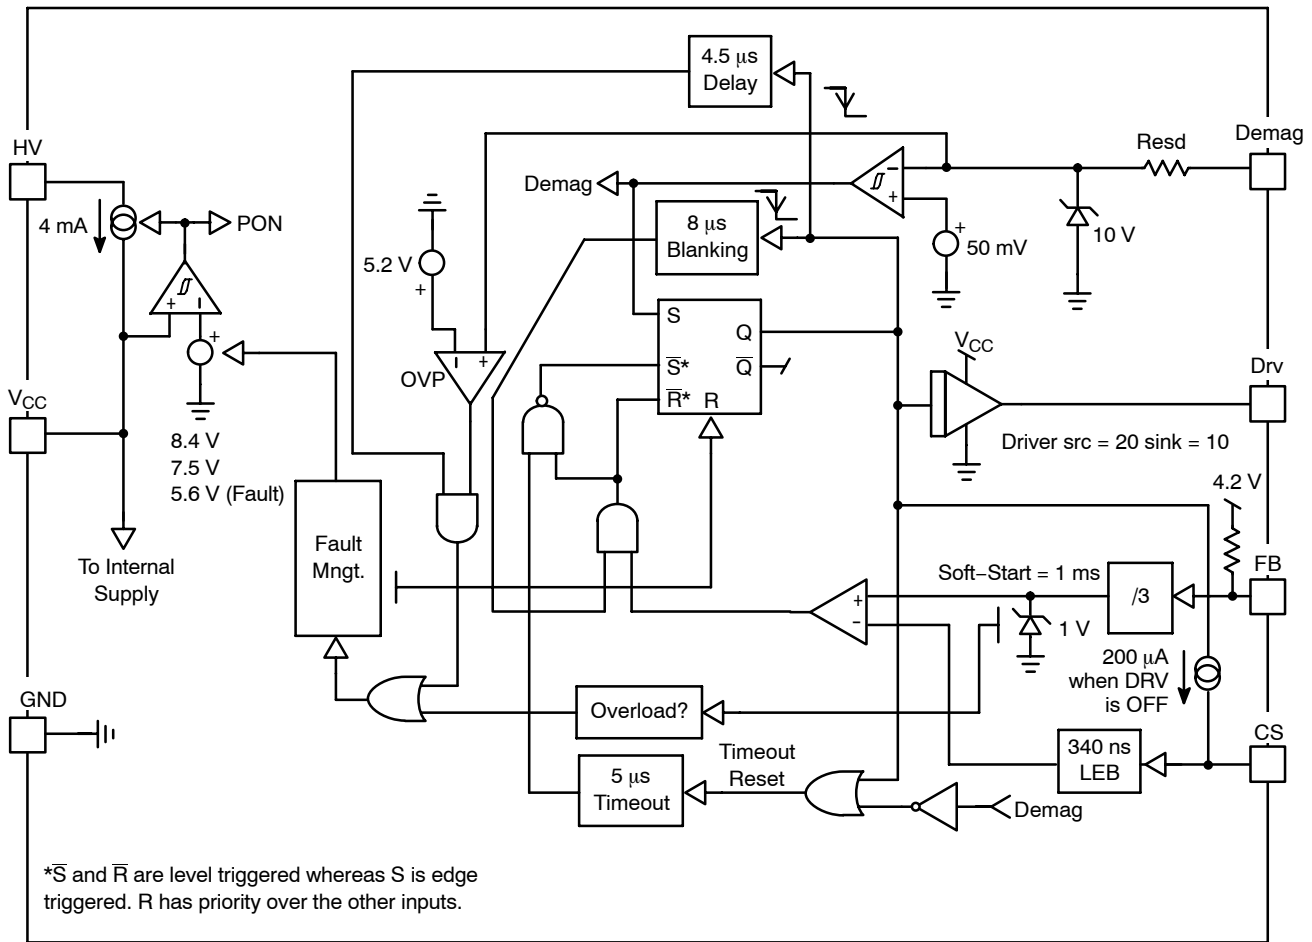 4.5 μs
Delay
HV
Resd
Demag
Demag
8 μs
Blanking
4 mA
PON
+
−
+
−
+
50 mV
10 V
5.2 V
+
+
S
Q
S̅*
Q̅
R̅* R
−
+
OVP
VCC
VCC
Drv
8.4 V
7.5 V
5.6 V (Fault)
Driver src = 20 sink = 10
4.2 V
Fault
Mngt.
To Internal
Supply
Soft−Start = 1 ms
FB
/3
+
−
1 V
200 μA
when DRV
is OFF
GND
Overload?
CS
340 ns
LEB
Timeout
Reset
5 μs
Timeout
Demag
*S̅ and R̅ are level triggered whereas S is edge
triggered. R has priority over the other inputs.